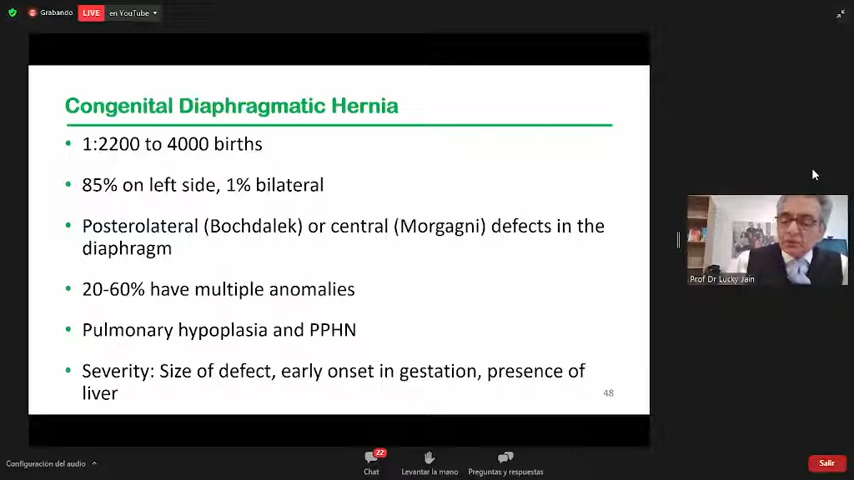 Grabando
LIVE
en YouTube
Congenital Diaphragmatic Hernia
• 1:2200 to 4000 births
• 85% on left side, 1% bilateral
• Posterolateral (Bochdalek) or central (Morgagni) defects in the
diaphragm
• 20-60% have multiple anomalies
• Pulmonary hypoplasia and PPHN
• Severity: Size of defect, early onset in gestation, presence of
liver
48
Prof Dr Lucky Jain
Configuración del audio
22
Chat
Levantar la mano
Preguntas y respuestas
Salir